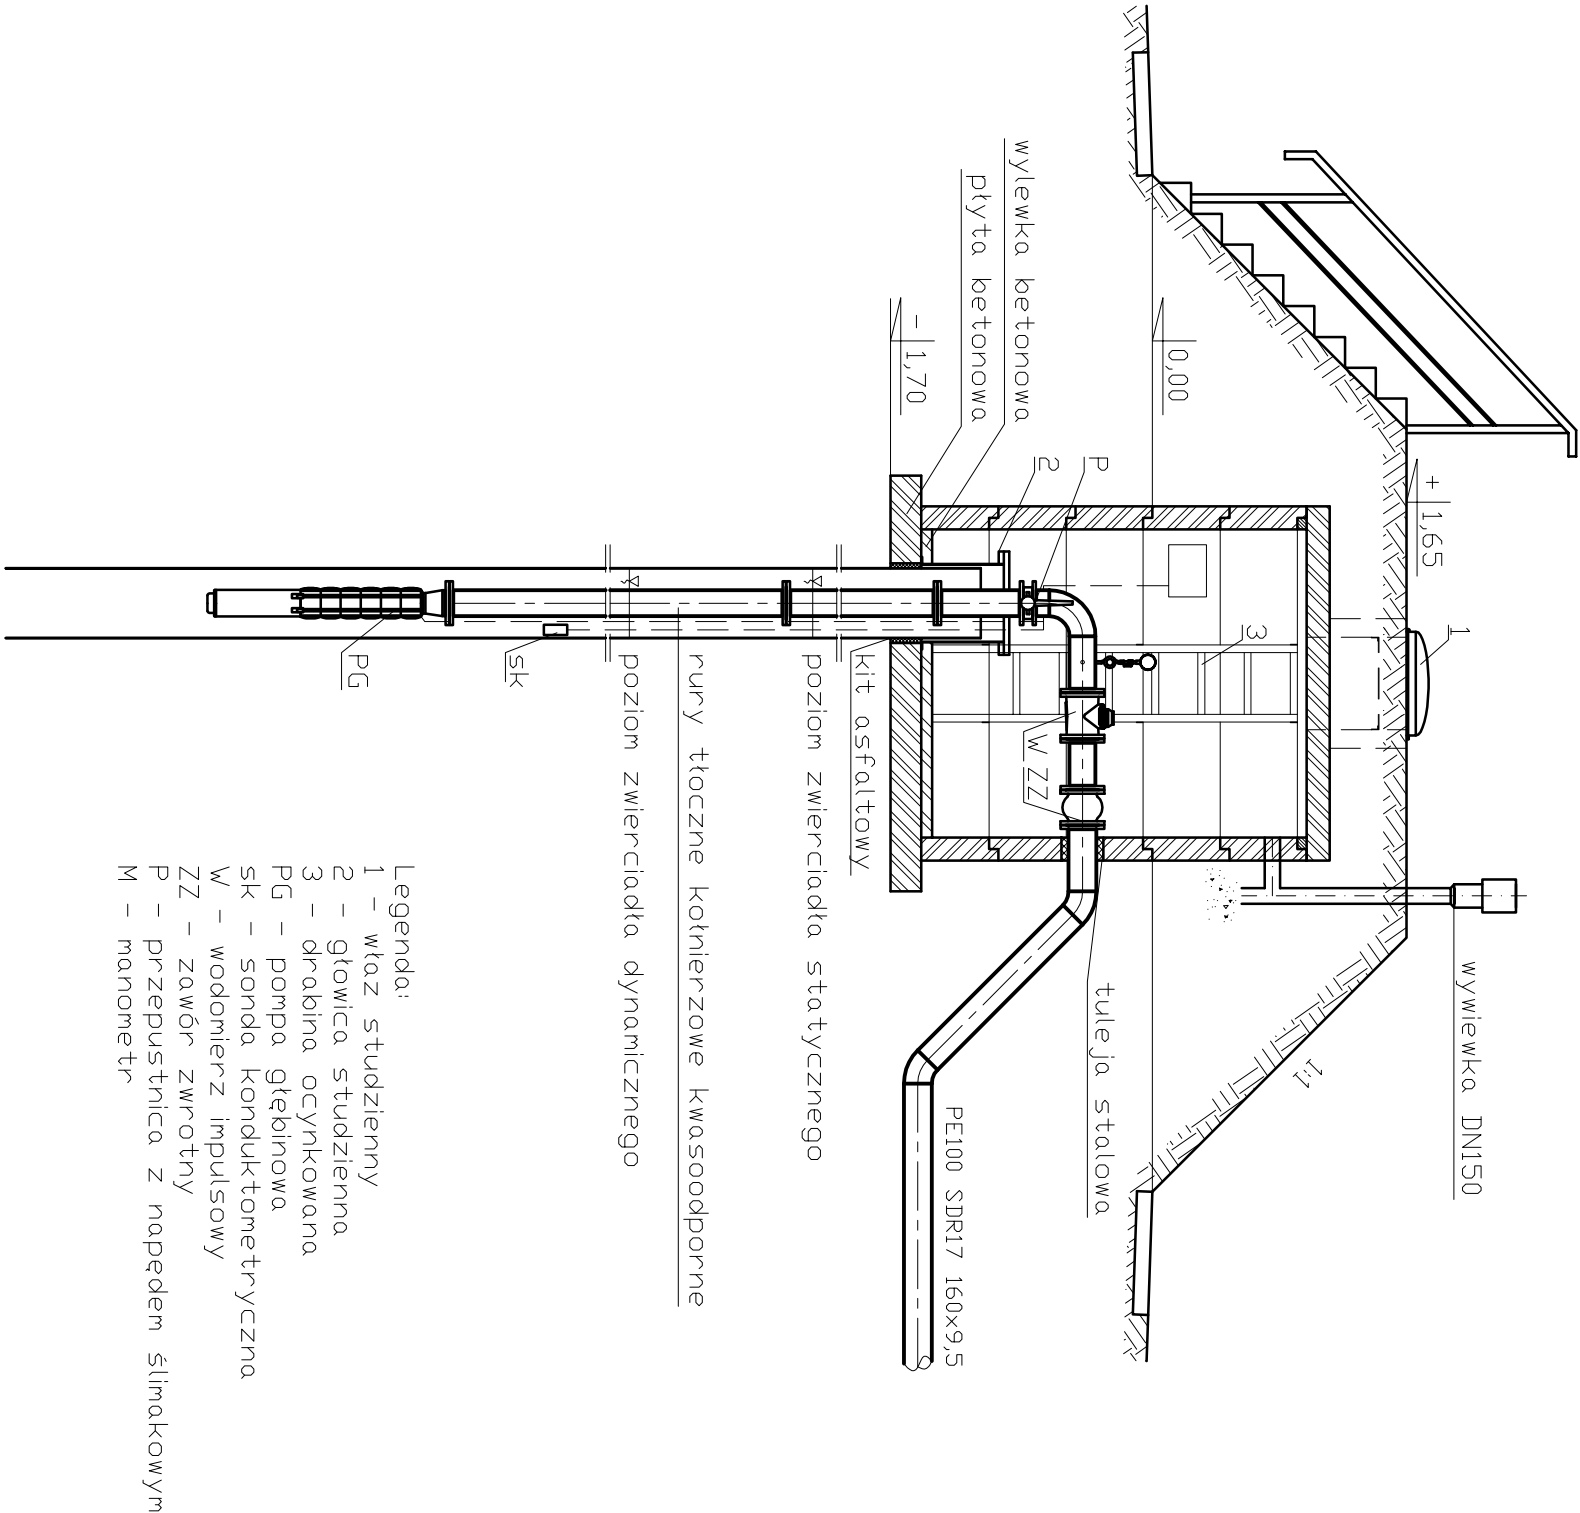 1
+ 1,65
wywiewka DN150
1:1
3
0,00
tuleja stalowa
P
2
W ZZ
wylewka betonowa
płyta betonowa
- 1,70
PE100 SDR17 160x9,5
kit asfaltowy
poziom zwierciadła statycznego
rury tłoczne kołnierzowe kwasoodporne
poziom zwierciadła dynamicznego
sk
PG
Legenda:
1 - właz studzienny
2 - głowica studzienna
3 - drabina ocynkowana
PG - pompa głębinowa
sk - sonda konduktometryczna
W - wodomierz impulsowy
ZZ - zawór zwrotny
P - przepustnica z napędem ślimakowym
M - manometr